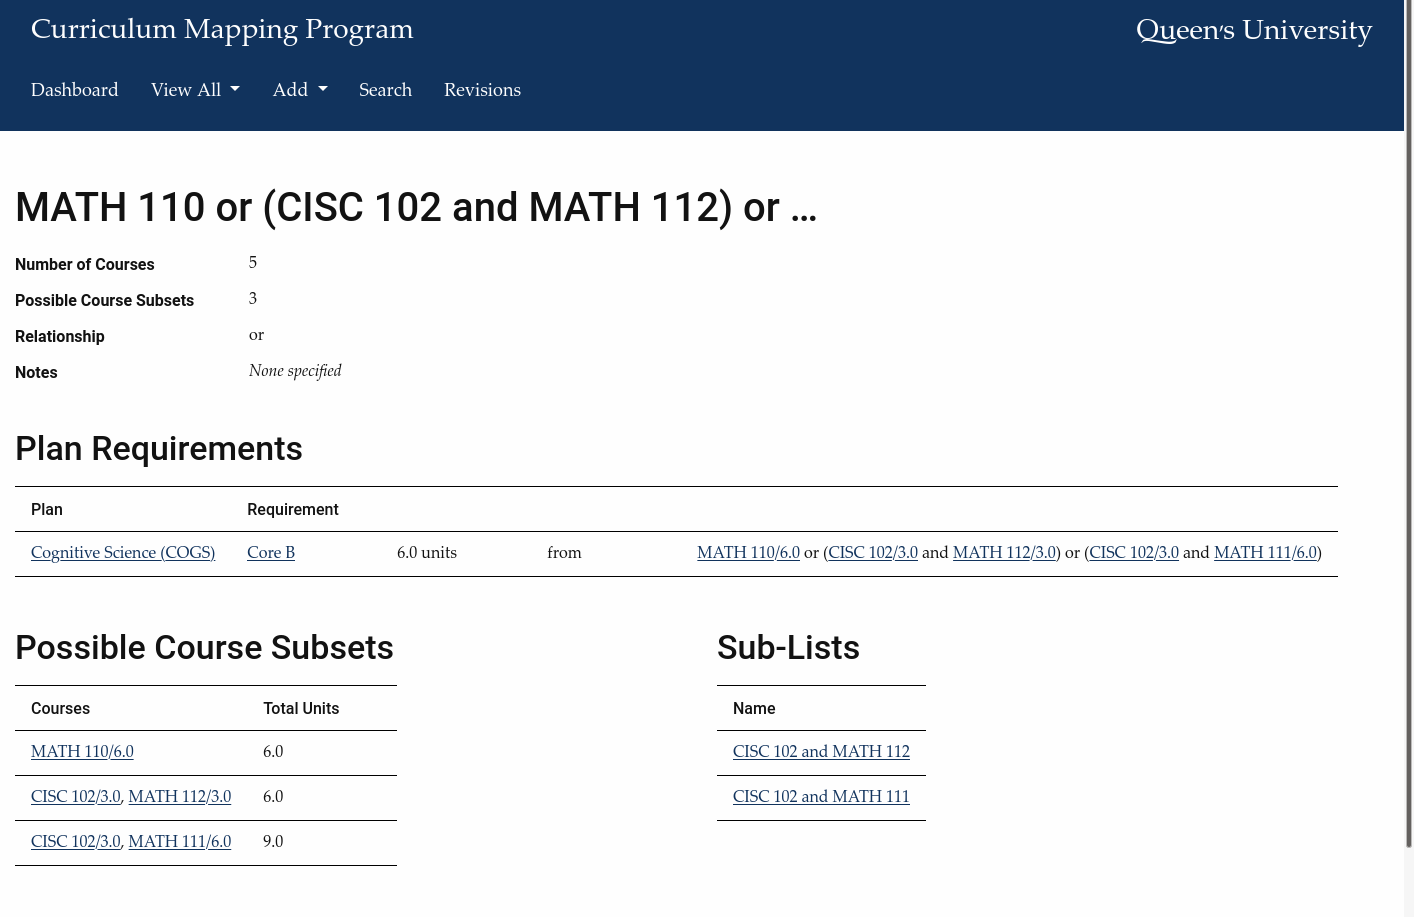 Curriculum Mapping Program
Queen's University
Dashboard View All Add Search Revisions
MATH 110 or (CISC 102 and MATH 112) or ...
Number of Courses 5
Possible Course Subsets 3
Relationship or
Notes None specified
Plan Requirements
Plan Requirement
Cognitive Science (COGS) Core B 6.0 units from MATH 110/6.0 or (CISC 102/3.0 and MATH 112/3.0) or (CISC 102/3.0 and MATH 111/6.0)
Possible Course Subsets
Courses Total Units
MATH 110/6.0 6.0
CISC 102/3.0, MATH 112/3.0 6.0
CISC 102/3.0, MATH 111/6.0 9.0
Sub-Lists
Name
CISC 102 and MATH 112
CISC 102 and MATH 111